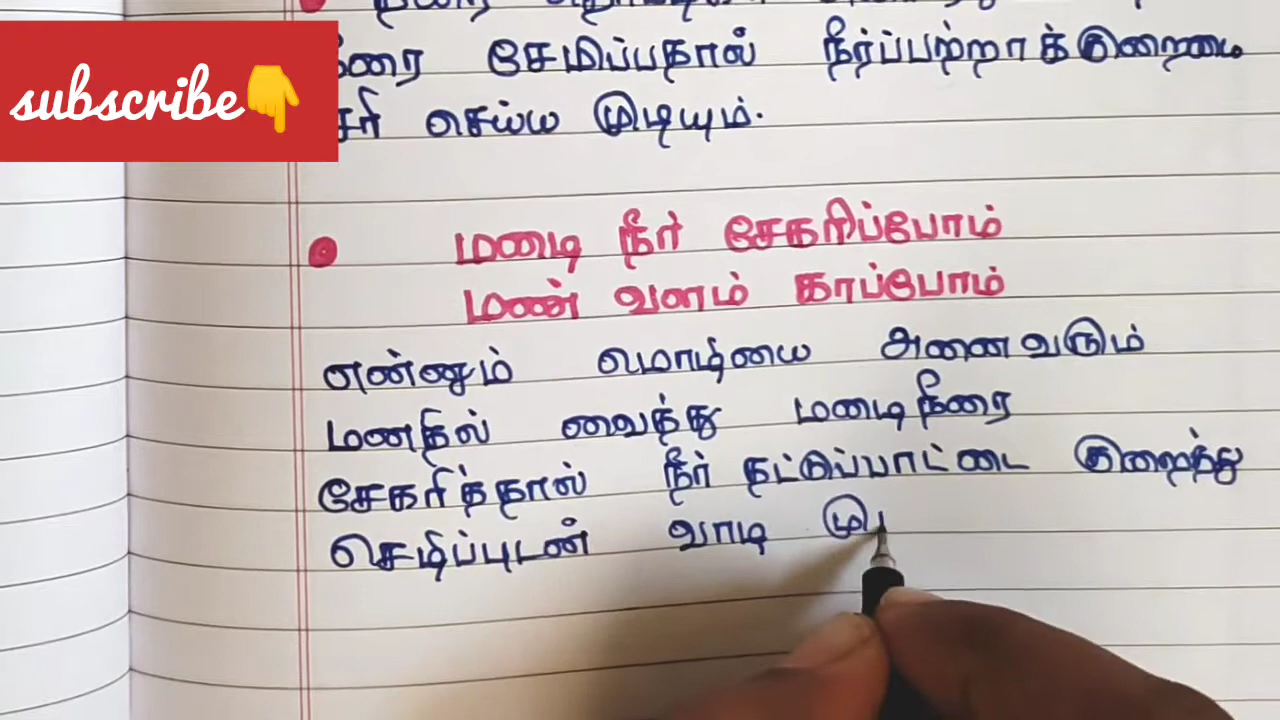 சேமிப்பதால் நீர்ப்பற்றாக்குறையை
subscribe👇
சரி செய்ய முடியும்.
மழை நீர் சேகரிப்போம்
மண் வளம் காப்போம்
என்னும் மொழியை அனைவரும்
மனதில் வைத்து மழைநீரை
சேகரித்தால் நீர் தட்டுப்பாட்டை குறைத்து
செழிப்புடன் வாழ மு